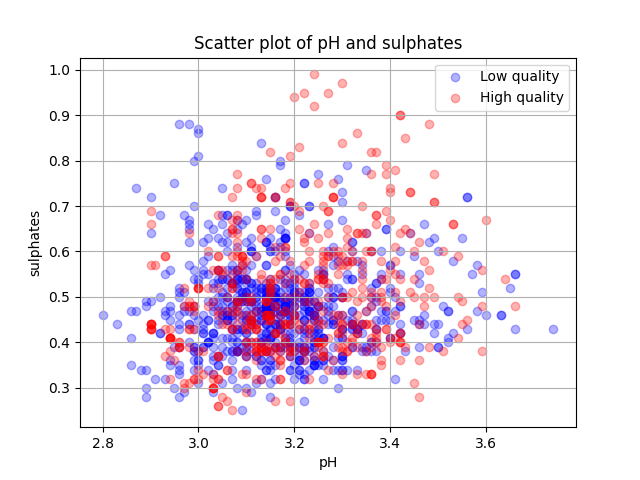 Scatter plot of pH and sulphates
Low quality
High quality
1.0
0.9
0.8
0.7
0.6
0.5
0.4
0.3
sulphates
2.8 3.0 3.2 3.4 3.6
pH